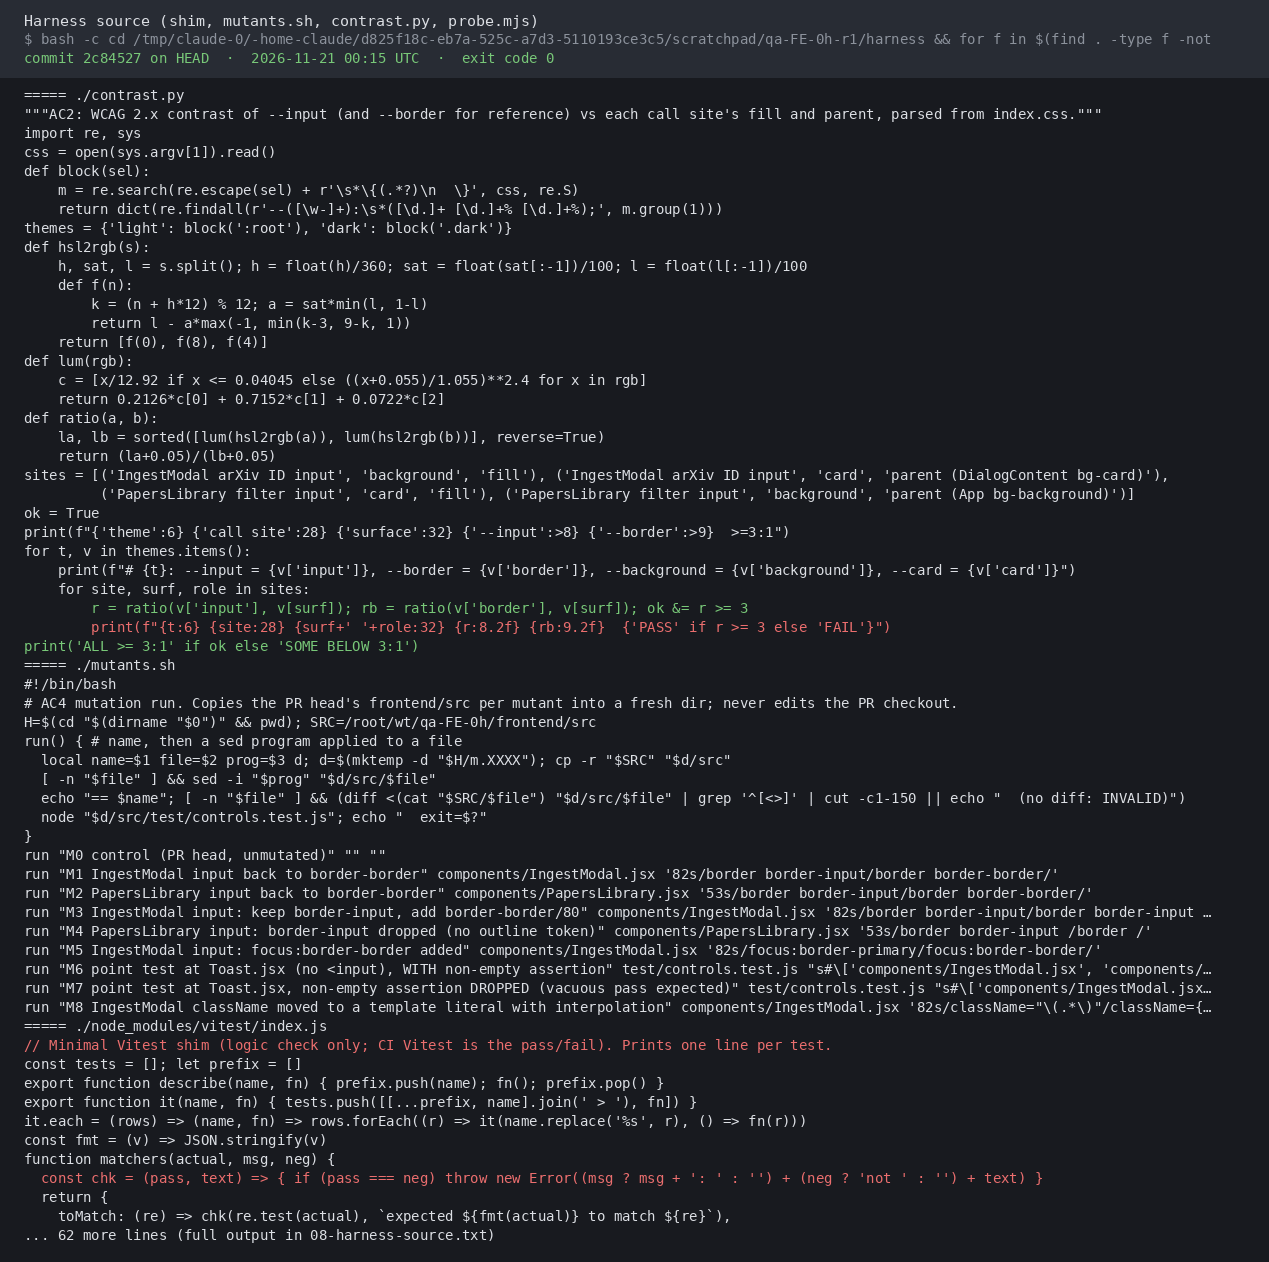 Harness source (shim, mutants.sh, contrast.py, probe.mjs)
$ bash -c cd /tmp/claude-0/-home-claude/d825f18c-eb7a-525c-a7d3-5110193ce3c5/scratchpad/qa-FE-0h-r1/harness && for f in $(find . -type f -not
commit 2c84527 on HEAD  ·  2026-11-21 00:15 UTC  ·  exit code 0
===== ./contrast.py
"""AC2: WCAG 2.x contrast of --input (and --border for reference) vs each call site's fill and parent, parsed from index.css."""
import re, sys
css = open(sys.argv[1]).read()
def block(sel):
    m = re.search(re.escape(sel) + r'\s*\{(.*?)\n  \}', css, re.S)
    return dict(re.findall(r'--([\w-]+):\s*([\d.]+ [\d.]+% [\d.]+%);', m.group(1)))
themes = {'light': block(':root'), 'dark': block('.dark')}
def hsl2rgb(s):
    h, sat, l = s.split(); h = float(h)/360; sat = float(sat[:-1])/100; l = float(l[:-1])/100
    def f(n):
        k = (n + h*12) % 12; a = sat*min(l, 1-l)
        return l - a*max(-1, min(k-3, 9-k, 1))
    return [f(0), f(8), f(4)]
def lum(rgb):
    c = [x/12.92 if x <= 0.04045 else ((x+0.055)/1.055)**2.4 for x in rgb]
    return 0.2126*c[0] + 0.7152*c[1] + 0.0722*c[2]
def ratio(a, b):
    la, lb = sorted([lum(hsl2rgb(a)), lum(hsl2rgb(b))], reverse=True)
    return (la+0.05)/(lb+0.05)
sites = [('IngestModal arXiv ID input', 'background', 'fill'), ('IngestModal arXiv ID input', 'card', 'parent (DialogContent bg-card)'),
         ('PapersLibrary filter input', 'card', 'fill'), ('PapersLibrary filter input', 'background', 'parent (App bg-background)')]
ok = True
print(f"{'theme':6} {'call site':28} {'surface':32} {'--input':>8} {'--border':>9}  >=3:1")
for t, v in themes.items():
    print(f"# {t}: --input = {v['input']}, --border = {v['border']}, --background = {v['background']}, --card = {v['card']}")
    for site, surf, role in sites:
        r = ratio(v['input'], v[surf]); rb = ratio(v['border'], v[surf]); ok &= r >= 3
        print(f"{t:6} {site:28} {surf+' '+role:32} {r:8.2f} {rb:9.2f}  {'PASS' if r >= 3 else 'FAIL'}")
print('ALL >= 3:1' if ok else 'SOME BELOW 3:1')
===== ./mutants.sh
#!/bin/bash
# AC4 mutation run. Copies the PR head's frontend/src per mutant into a fresh dir; never edits the PR checkout.
H=$(cd "$(dirname "$0")" && pwd); SRC=/root/wt/qa-FE-0h/frontend/src
run() { # name, then a sed program applied to a file
  local name=$1 file=$2 prog=$3 d; d=$(mktemp -d "$H/m.XXXX"); cp -r "$SRC" "$d/src"
  [ -n "$file" ] && sed -i "$prog" "$d/src/$file"
  echo "== $name"; [ -n "$file" ] && (diff <(cat "$SRC/$file") "$d/src/$file" | grep '^[<>]' | cut -c1-150 || echo "  (no diff: INVALID)")
  node "$d/src/test/controls.test.js"; echo "  exit=$?"
}
run "M0 control (PR head, unmutated)" "" ""
run "M1 IngestModal input back to border-border" components/IngestModal.jsx '82s/border border-input/border border-border/'
run "M2 PapersLibrary input back to border-border" components/PapersLibrary.jsx '53s/border border-input/border border-border/'
run "M3 IngestModal input: keep border-input, add border-border/80" components/IngestModal.jsx '82s/border border-input/border border-input …
run "M4 PapersLibrary input: border-input dropped (no outline token)" components/PapersLibrary.jsx '53s/border border-input /border /'
run "M5 IngestModal input: focus:border-border added" components/IngestModal.jsx '82s/focus:border-primary/focus:border-border/'
run "M6 point test at Toast.jsx (no <input), WITH non-empty assertion" test/controls.test.js "s#\['components/IngestModal.jsx', 'components/…
run "M7 point test at Toast.jsx, non-empty assertion DROPPED (vacuous pass expected)" test/controls.test.js "s#\['components/IngestModal.jsx…
run "M8 IngestModal className moved to a template literal with interpolation" components/IngestModal.jsx '82s/className="\(.*\)"/className={…
===== ./node_modules/vitest/index.js
// Minimal Vitest shim (logic check only; CI Vitest is the pass/fail). Prints one line per test.
const tests = []; let prefix = []
export function describe(name, fn) { prefix.push(name); fn(); prefix.pop() }
export function it(name, fn) { tests.push([[...prefix, name].join(' > '), fn]) }
it.each = (rows) => (name, fn) => rows.forEach((r) => it(name.replace('%s', r), () => fn(r)))
const fmt = (v) => JSON.stringify(v)
function matchers(actual, msg, neg) {
  const chk = (pass, text) => { if (pass === neg) throw new Error((msg ? msg + ': ' : '') + (neg ? 'not ' : '') + text) }
  return {
    toMatch: (re) => chk(re.test(actual), `expected ${fmt(actual)} to match ${re}`),
... 62 more lines (full output in 08-harness-source.txt)